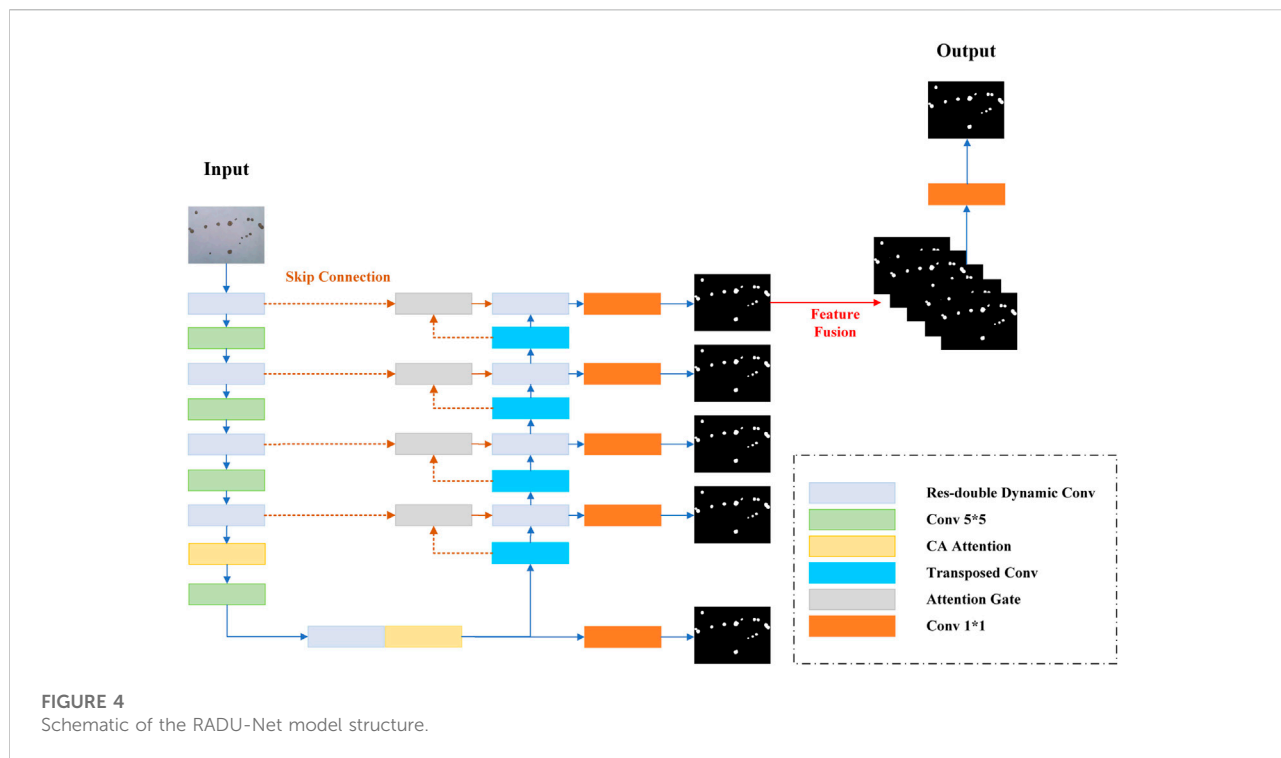 Output
Input
Skip Connection
Feature
Fusion
Res-double Dynamic Conv
Conv 5*5
CA Attention
Transposed Conv
Attention Gate
Conv 1*1
FIGURE 4
Schematic of the RADU-Net model structure.